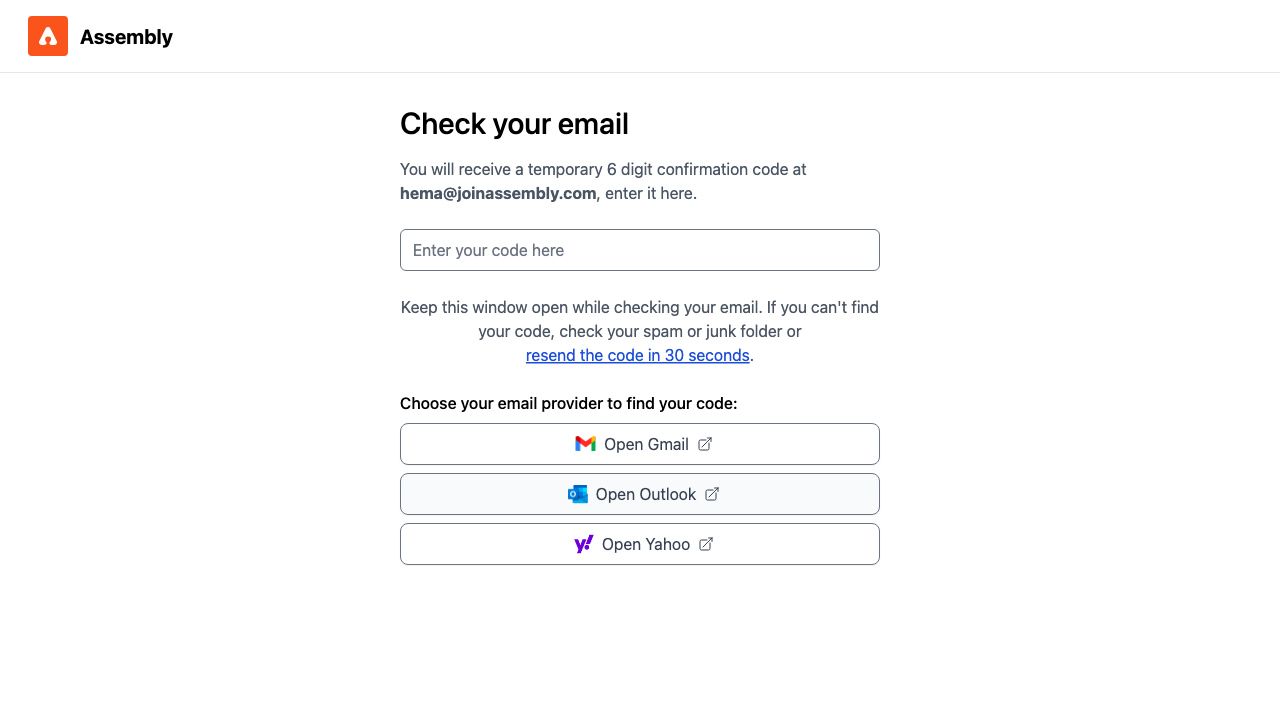 Assembly
Check your email
You will receive a temporary 6 digit confirmation code at
hema@joinassembly.com, enter it here.
Enter your code here
Keep this window open while checking your email. If you can't find
your code, check your spam or junk folder or
resend the code in 30 seconds.
Choose your email provider to find your code:
Open Gmail
Open Outlook
Open Yahoo